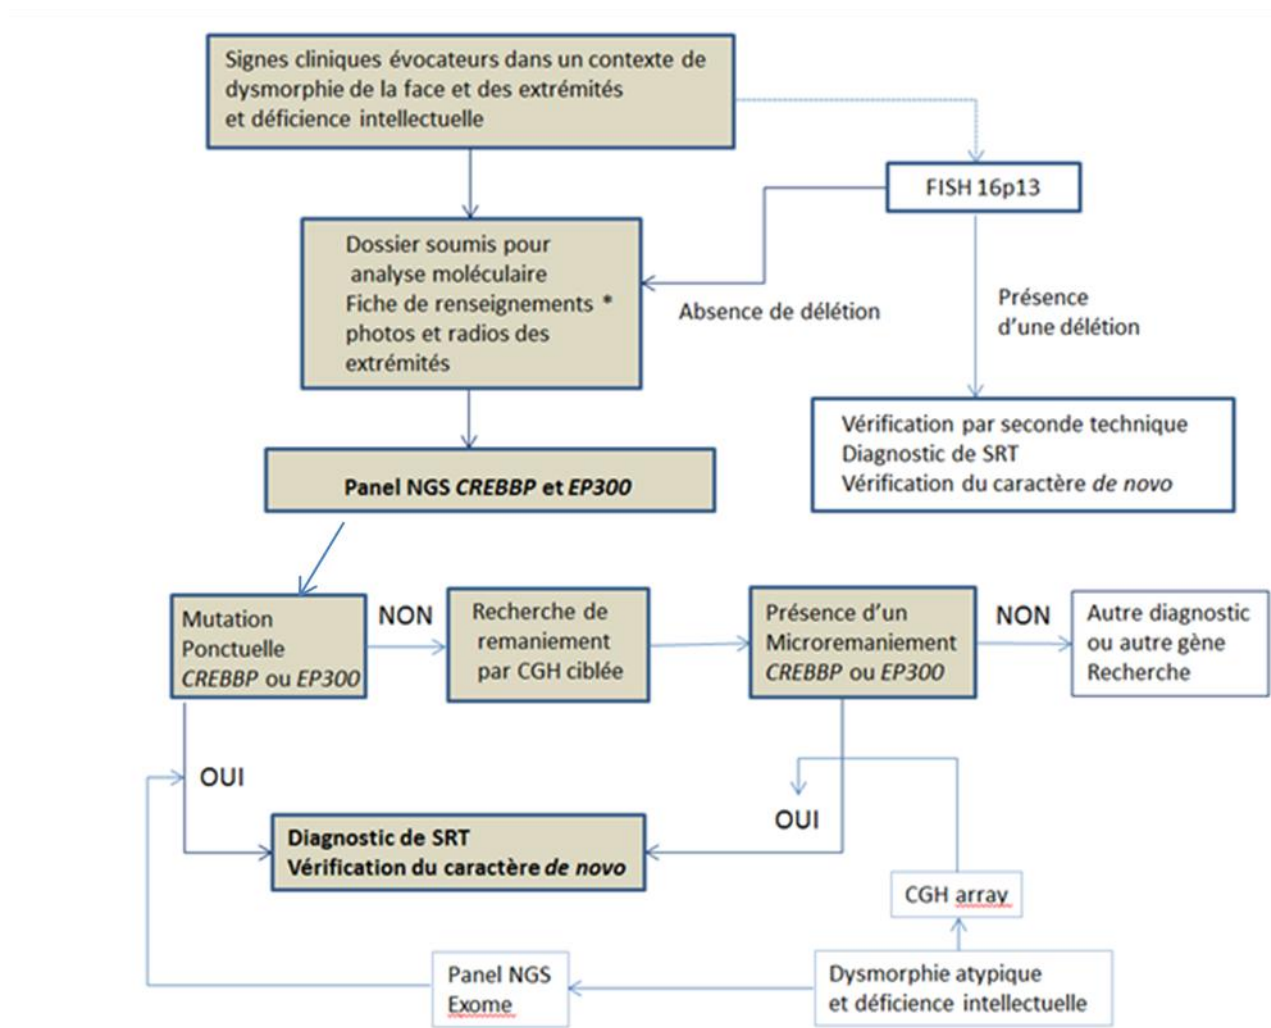 Signes cliniques évocateurs dans un contexte de
dysmorphie de la face et des extrémités
et déficience intellectuelle
FISH 16p13
Dossier soumis pour
analyse moléculaire
Fiche de renseignements *
photos et radios des
extrémités
Absence de délétion
Présence
d’une délétion
Vérification par seconde technique
Diagnostic de SRT
Vérification du caractère de novo
Panel NGS CREBBP et EP300
Mutation
Ponctuelle
CREBBP ou EP300
NON
Recherche de
remaniement
par CGH ciblée
Présence d’un
Microremaniement
CREBBP ou EP300
NON
Autre diagnostic
ou autre gène
Recherche
OUI
OUI
Diagnostic de SRT
Vérification du caractère de novo
CGH array
Panel NGS
Exome
Dysmorphie atypique
et déficience intellectuelle